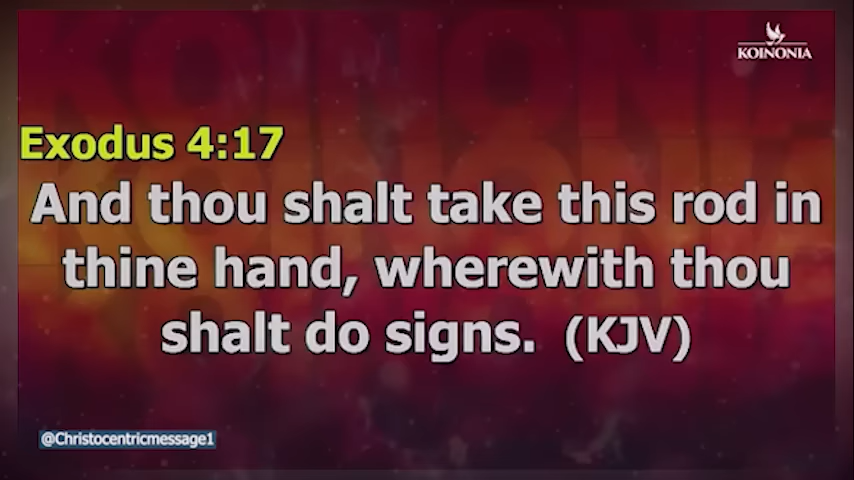 KOINONIA
Exodus 4:17
And thou shalt take this rod in
thine hand, wherewith thou
shalt do signs. (KJV)
@Christocentricmessage1